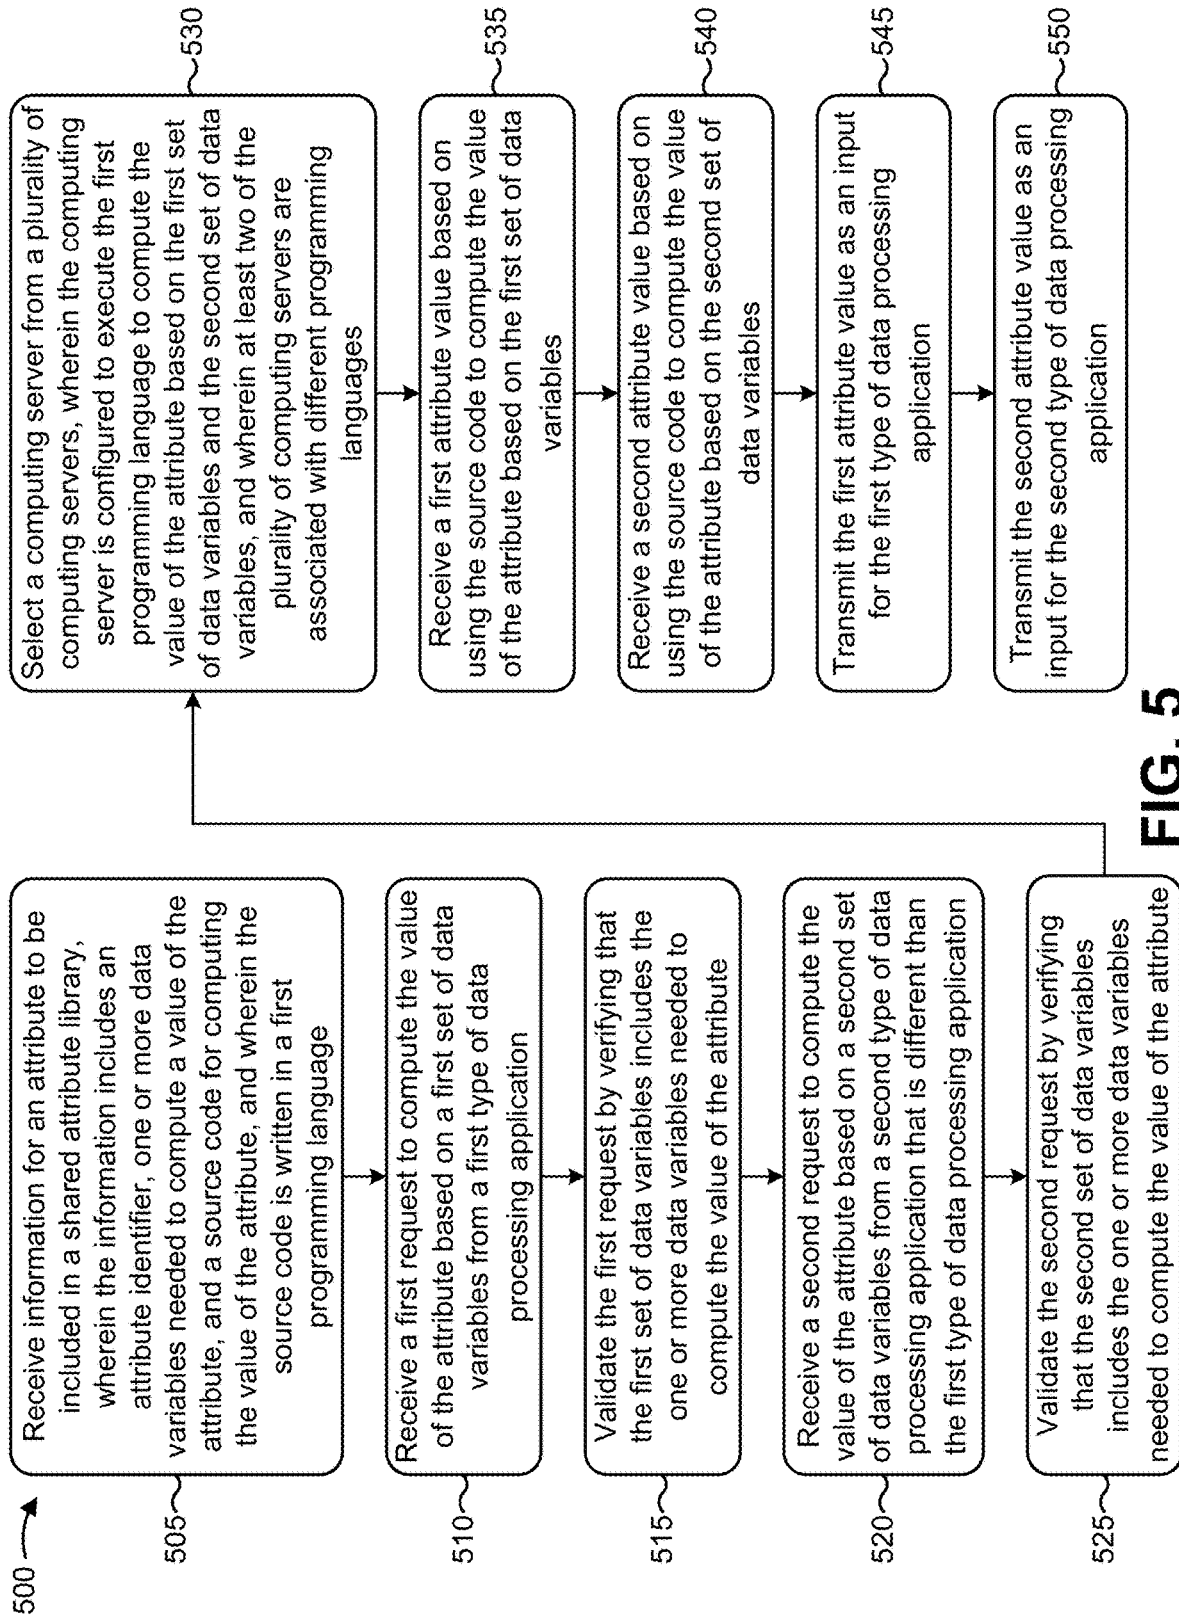 500
505
Receive information for an attribute to be
included in a shared attribute library,
wherein the information includes an
attribute identifier, one or more data
variables needed to compute a value of the
attribute, and a source code for computing
the value of the attribute, and wherein the
source code is written in a first
programming language
510
Receive a first request to compute the value
of the attribute based on a first set of data
variables from a first type of data
processing application
515
Validate the first request by verifying that
the first set of data variables includes the
one or more data variables needed to
compute the value of the attribute
520
Receive a second request to compute the
value of the attribute based on a second set
of data variables from a second type of data
processing application that is different than
the first type of data processing application
525
Validate the second request by verifying
that the second set of data variables
includes the one or more data variables
needed to compute the value of the attribute
Select a computing server from a plurality of
computing servers, wherein the computing
server is configured to execute the first
programming language to compute the
value of the attribute based on the first set
of data variables and the second set of data
variables, and wherein at least two of the
plurality of computing servers are
associated with different programming
languages
530
Receive a first attribute value based on
using the source code to compute the value
of the attribute based on the first set of data
variables
535
Receive a second attribute value based on
using the source code to compute the value
of the attribute based on the second set of
data variables
540
Transmit the first attribute value as an input
for the first type of data processing
application
545
Transmit the second attribute value as an
input for the second type of data processing
application
550
FIG. 5